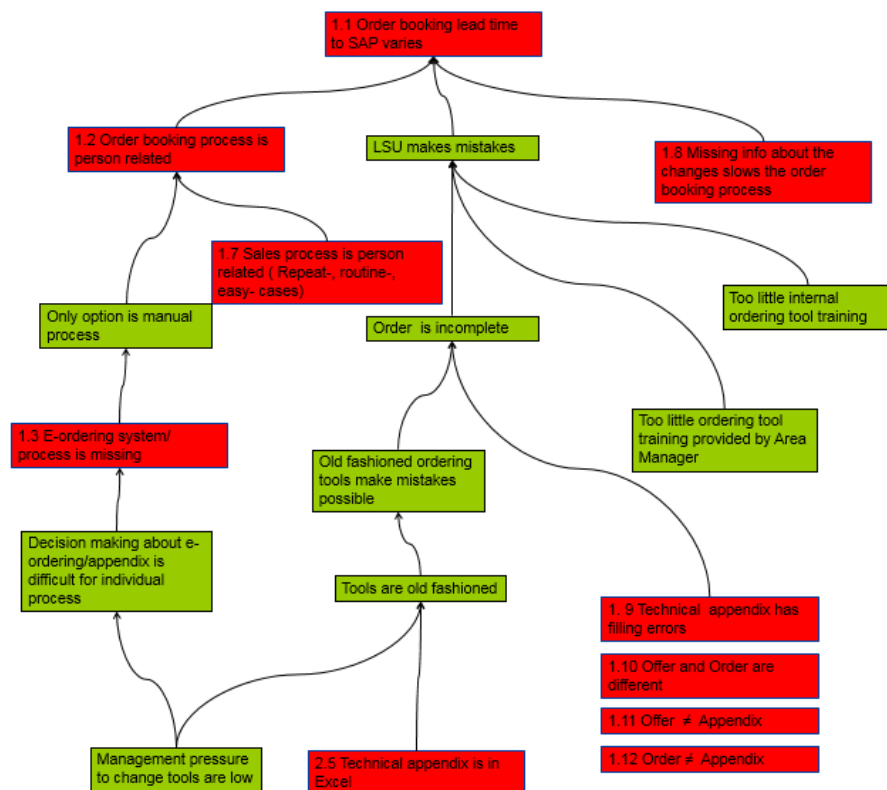 1.1 Order booking lead time
to SAP varies
1.2 Order booking process is
person related
LSU makes mistakes
1.8 Missing info about the
changes slows the order
booking process
1.7 Sales process is person
related ( Repeat-, routine-,
easy- cases)
Only option is manual
process
Order is incomplete
Too little internal
ordering tool training
1.3 E-ordering system/
process is missing
Old fashioned ordering
tools make mistakes
possible
Too little ordering tool
training provided by Area
Manager
Decision making about e-
ordering/appendix is
difficult for individual
process
Tools are old fashioned
1. 9 Technical appendix has
filling errors
1.10 Offer and Order are
different
1.11 Offer ≠ Appendix
1.12 Order ≠ Appendix
Management pressure
to change tools are low
2.5 Technical appendix is in
Excel